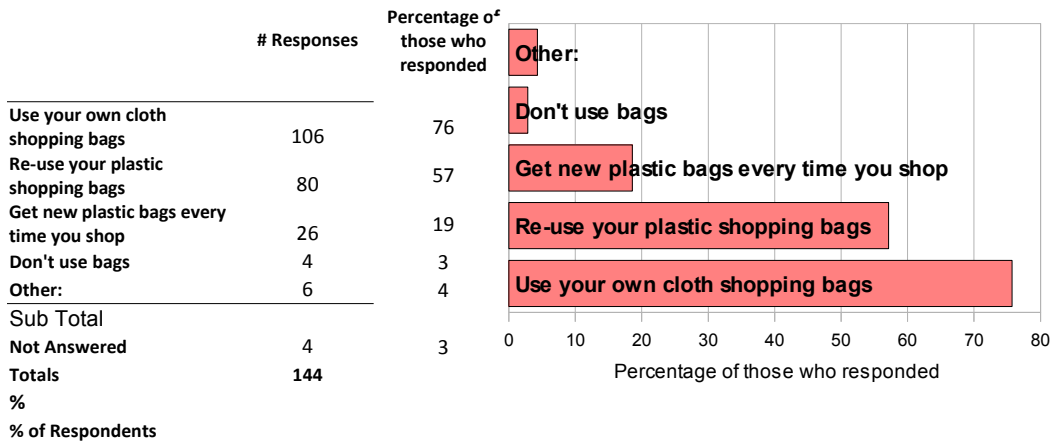 # Responses
Percentage of
those who
responded
Use your own cloth
shopping bags
106
76
Re-use your plastic
shopping bags
80
57
Get new plastic bags every
time you shop
26
19
Don't use bags
4
3
Other:
6
4
Sub Total
Not Answered
4
3
Totals
144
%
% of Respondents
Other:
Don't use bags
Get new plastic bags every time you shop
Re-use your plastic shopping bags
Use your own cloth shopping bags
0 10 20 30 40 50 60 70 80
Percentage of those who responded